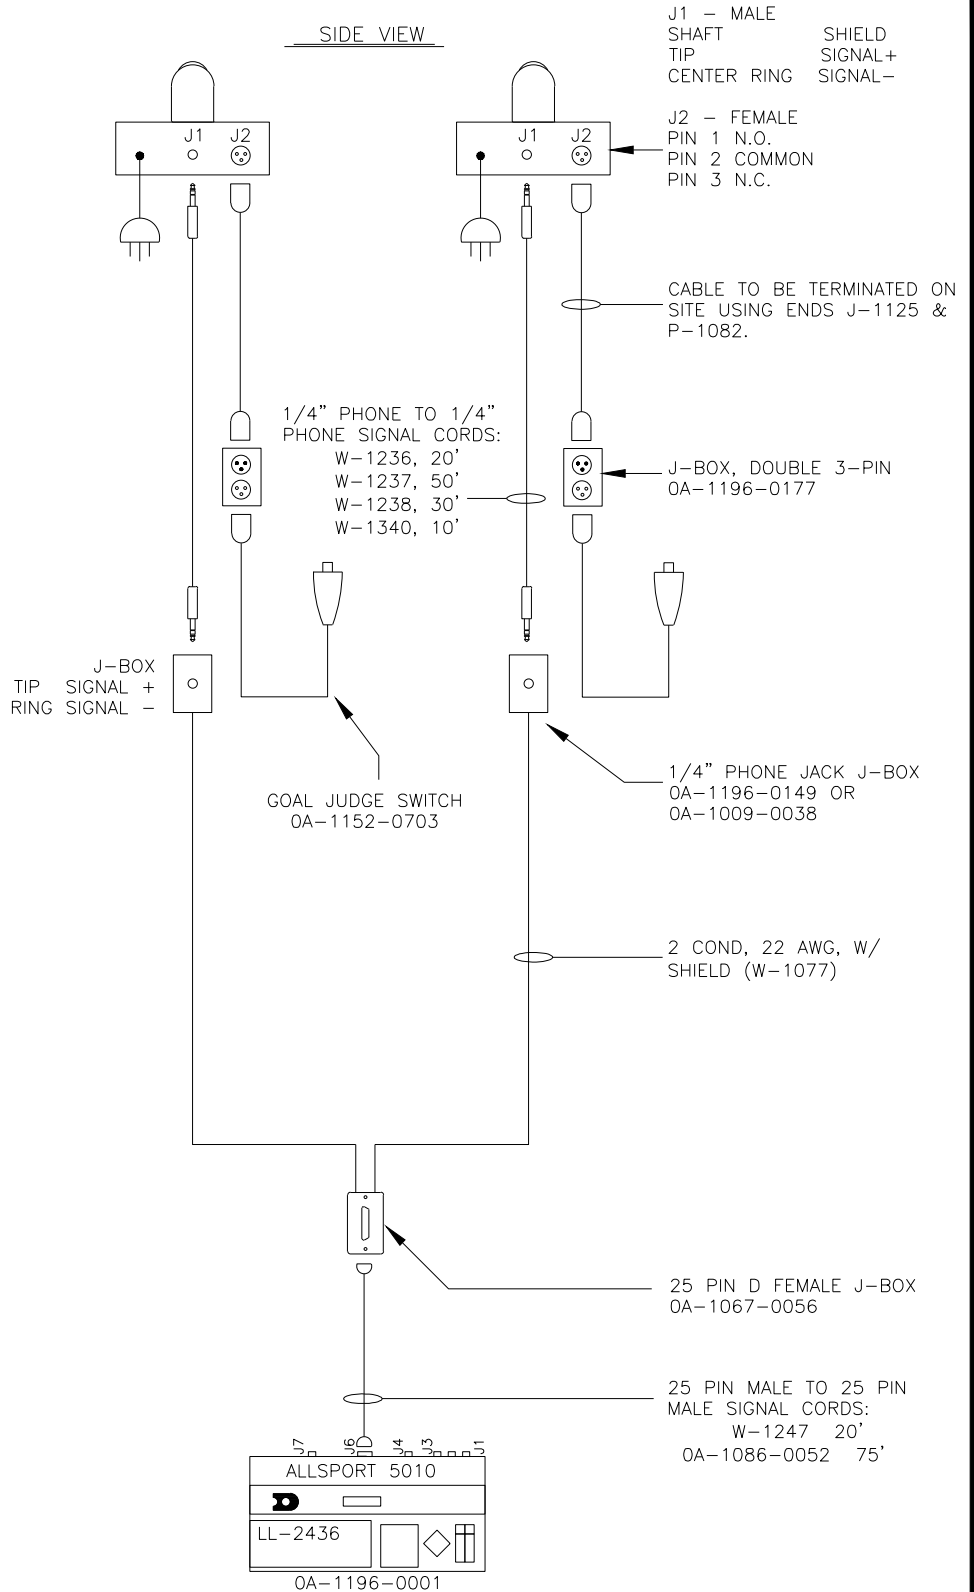 SIDE VIEW
J1 – MALE
SHAFT SHIELD
TIP SIGNAL+
CENTER RING SIGNAL–
J2 – FEMALE
PIN 1 N.O.
PIN 2 COMMON
PIN 3 N.C.
J1 J2
J1 J2
CABLE TO BE TERMINATED ON
SITE USING ENDS J–1125 &
P–1082.
1/4” PHONE TO 1/4”
PHONE SIGNAL CORDS:
W–1236, 20'
W–1237, 50'
W–1238, 30'
W–1340, 10'
J–BOX, DOUBLE 3–PIN
0A–1196–0177
J–BOX
TIP SIGNAL +
RING SIGNAL –
GOAL JUDGE SWITCH
0A–1152–0703
1/4” PHONE JACK J–BOX
0A–1196–0149 OR
0A–1009–0038
2 COND, 22 AWG, W/
SHIELD (W–1077)
25 PIN D FEMALE J–BOX
0A–1067–0056
25 PIN MALE TO 25 PIN
MALE SIGNAL CORDS:
W–1247 20'
0A–1086–0052 75'
J7 J6 J4 J3 J1
ALLSPORT 5010
LL–2436
0A–1196–0001